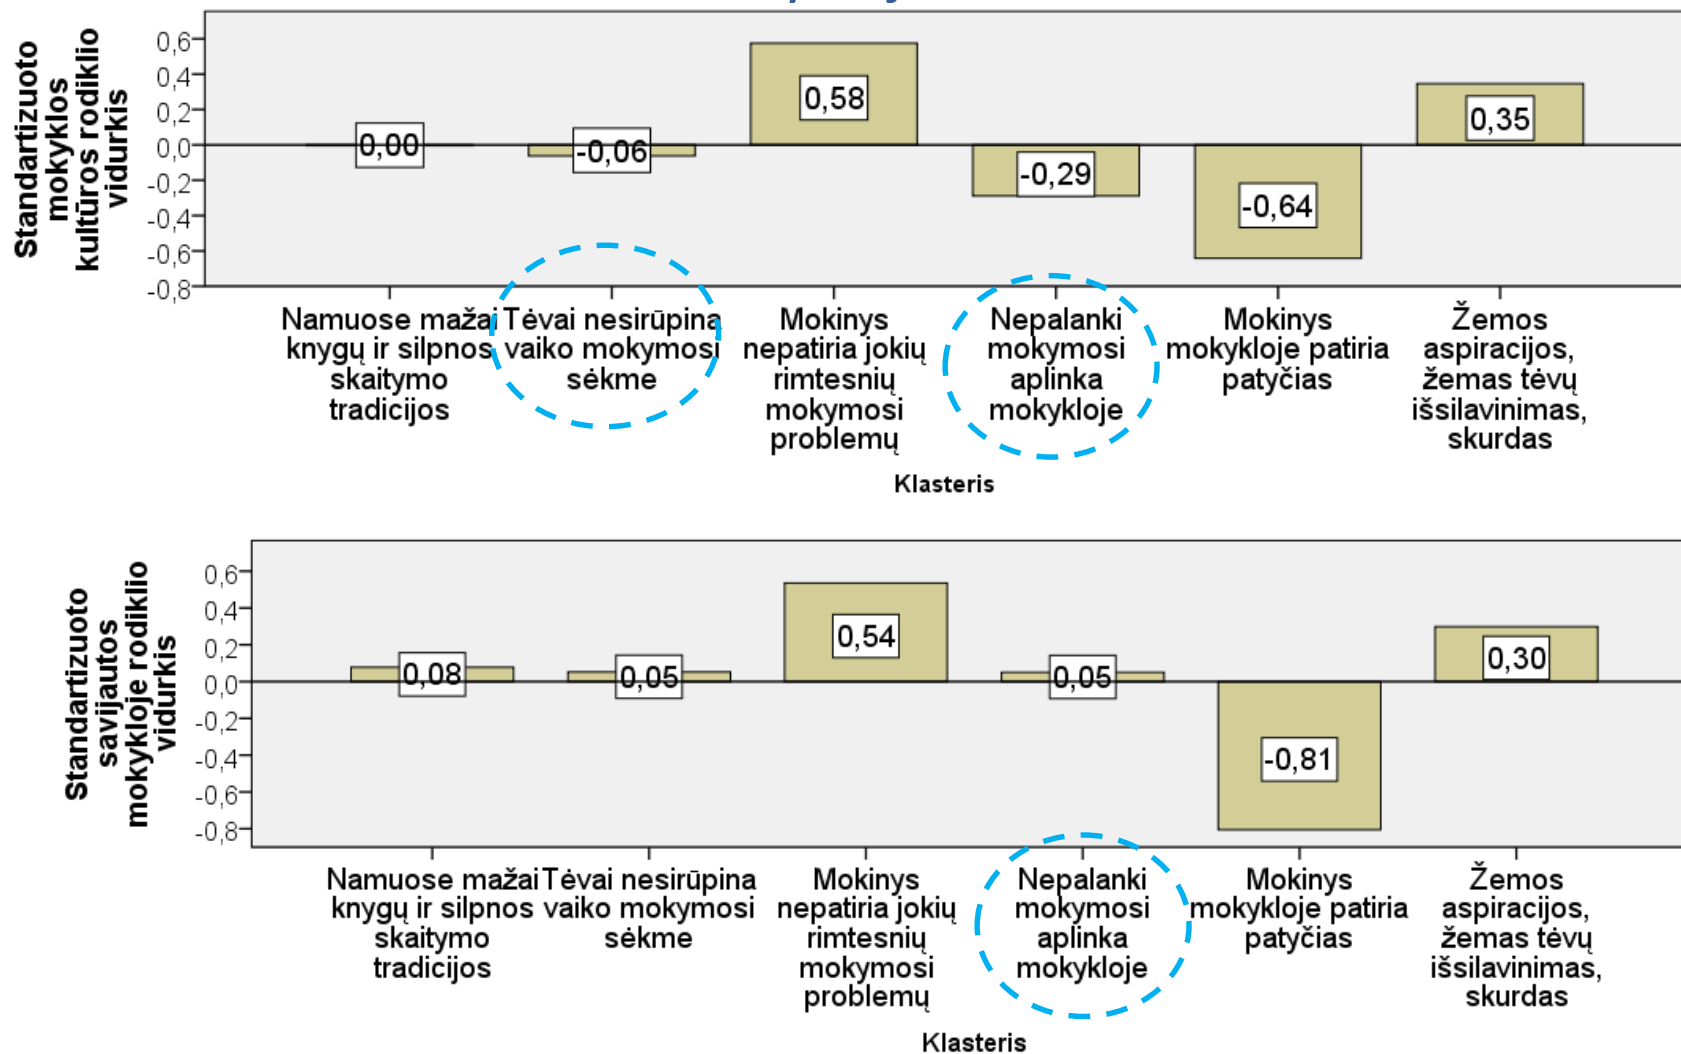 Standartizuoto
mokyklos
kultūros rodiklio
vidurkis
0,6
0,4
0,2
0,0
-0,2
-0,4
-0,6
-0,8
0,00
-0,06
0,58
-0,29
-0,64
0,35
Namuose mažai
knygų ir silpnos
skaitymo
tradicijos
Tėvai nesirūpina
vaiko mokymosi
sėkme
Mokinys
nepatiria jokių
rimtesnių
mokymosi
problemų
Nepalanki
mokymosi
aplinka
mokykloje
Mokinys
mokykloje patiria
patyčias
Žemos
aspiracijos,
žemas tėvų
išsilavinimas,
skurdas
Klasteris
Standartizuoto
savijautos
mokykloje rodiklio
vidurkis
0,6
0,4
0,2
0,0
-0,2
-0,4
-0,6
-0,8
0,08
0,05
0,54
0,05
-0,81
0,30
Namuose mažai
knygų ir silpnos
skaitymo
tradicijos
Tėvai nesirūpina
vaiko mokymosi
sėkme
Mokinys
nepatiria jokių
rimtesnių
mokymosi
problemų
Nepalanki
mokymosi
aplinka
mokykloje
Mokinys
mokykloje patiria
patyčias
Žemos
aspiracijos,
žemas tėvų
išsilavinimas,
skurdas
Klasteris